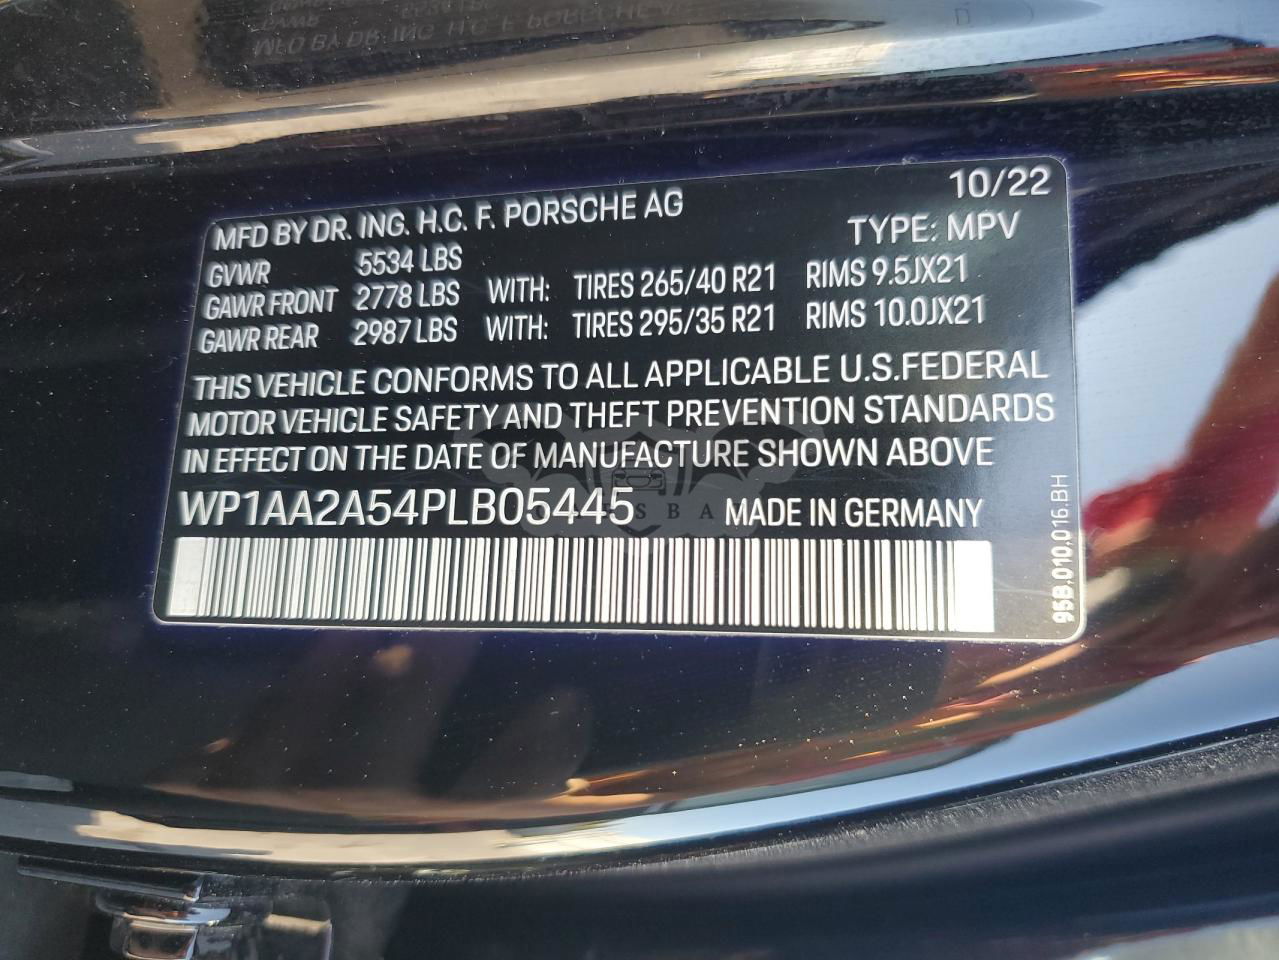 10/22
MFD BY DR. ING. H.C. F. PORSCHE AG
TYPE: MPV
GVWR 5534 LBS
GAWR FRONT 2778 LBS WITH: TIRES 265/40 R21 RIMS 9.5JX21
GAWR REAR 2987 LBS WITH: TIRES 295/35 R21 RIMS 10.0JX21
THIS VEHICLE CONFORMS TO ALL APPLICABLE U.S.FEDERAL
MOTOR VEHICLE SAFETY AND THEFT PREVENTION STANDARDS
IN EFFECT ON THE DATE OF MANUFACTURE SHOWN ABOVE
WP1AA2A54PLB05445 MADE IN GERMANY
95B.010.016.BH